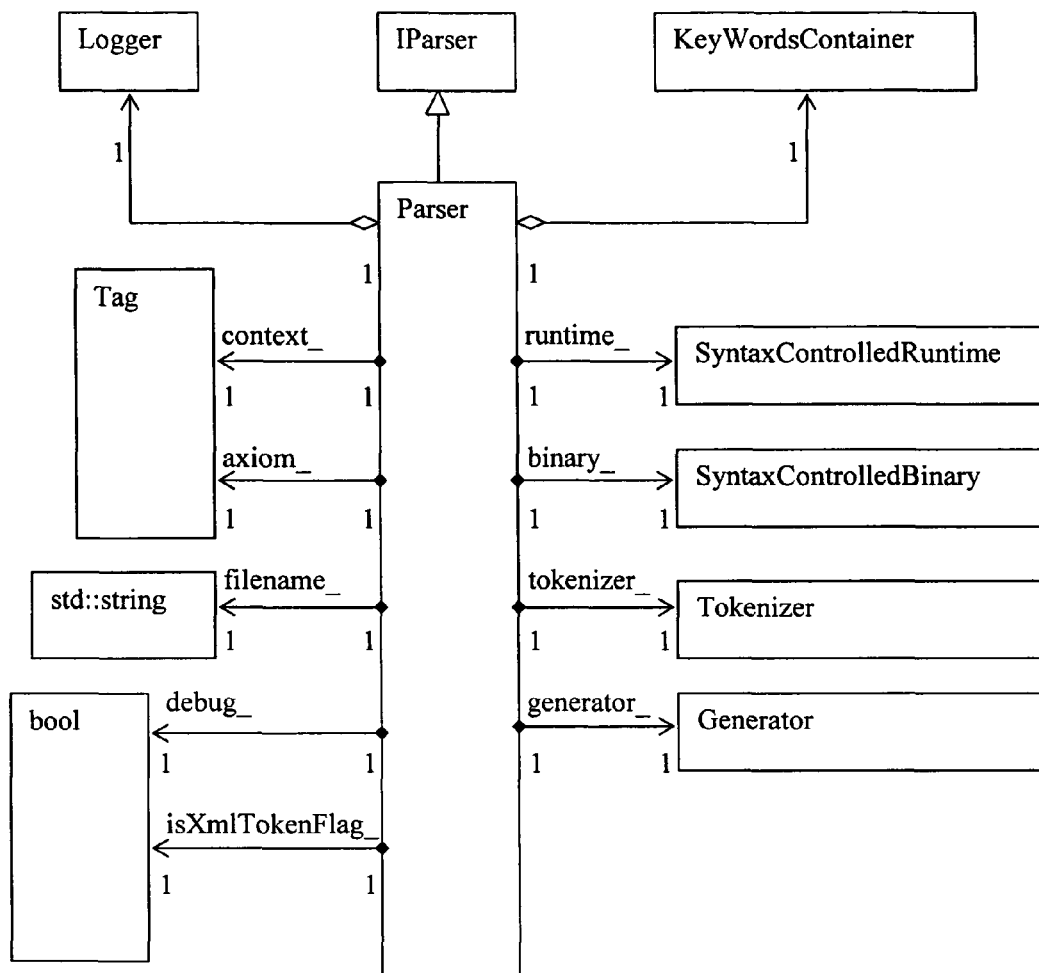 Logger
IParser
KeyWordsContainer
1
1
Parser
1
1
Tag
context_
runtime_
SyntaxControlledRuntime
1
1
1
1
axiom_
binary_
SyntaxControlledBinary
1
1
1
1
std::string
filename_
tokenizer_
Tokenizer
1
1
1
1
bool
debug_
generator_
Generator
1
1
1
1
isXmlTokenFlag_
1
1